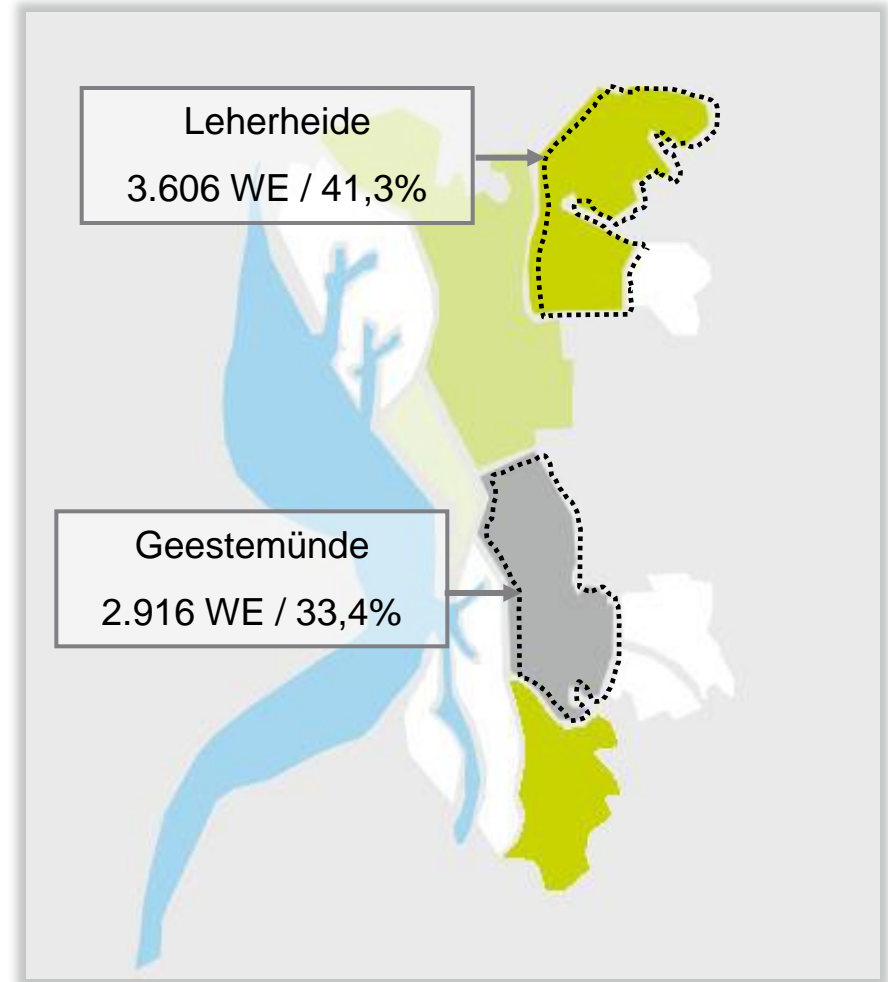 Leherheide
3.606 WE / 41,3%
Geestemünde
2.916 WE / 33,4%